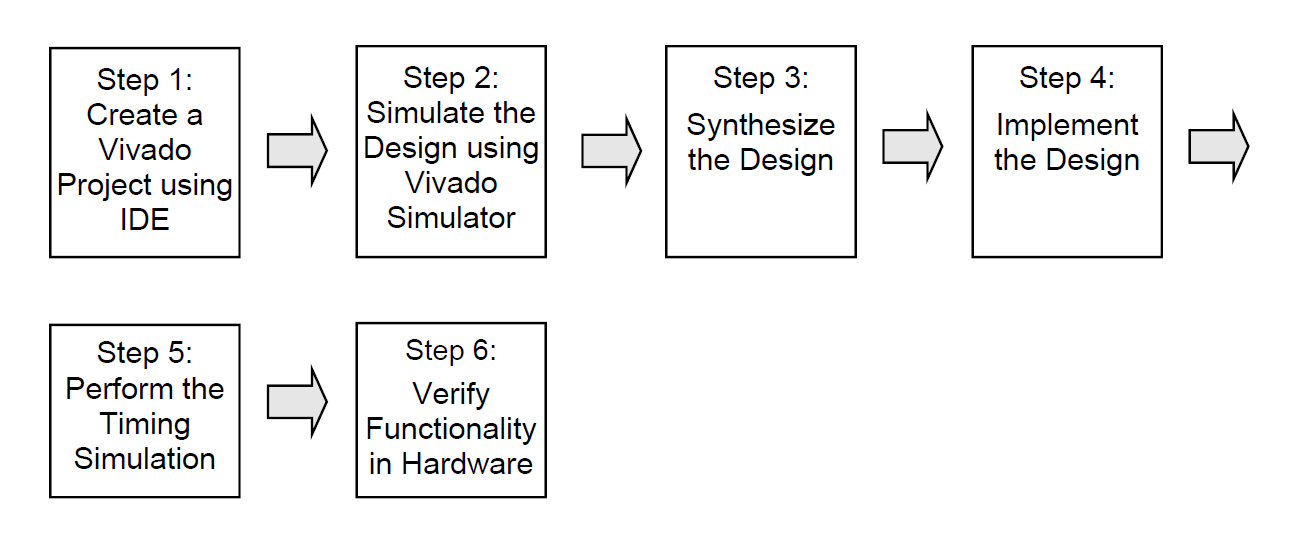 Step 1:
Create a
Vivado
Project using
IDE
Step 2:
Simulate the
Design using
Vivado
Simulator
Step 3:
Synthesize
the Design
Step 4:
Implement
the Design
Step 5:
Perform the
Timing
Simulation
Step 6:
Verify
Functionality
in Hardware